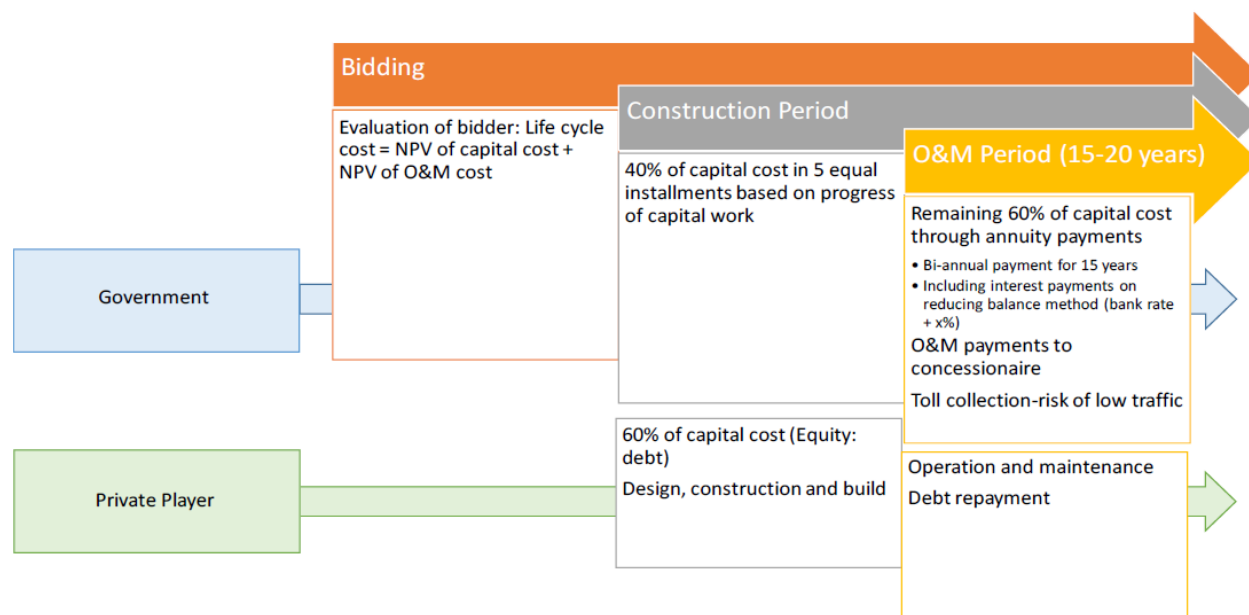 Bidding
Evaluation of bidder: Life cycle
cost = NPV of capital cost +
NPV of O&M cost
Construction Period
40% of capital cost in 5 equal
installments based on progress
of capital work
O&M Period (15-20 years)
Remaining 60% of capital cost
through annuity payments
• Bi-annual payment for 15 years
• Including interest payments on
reducing balance method (bank rate
+ x%)
O&M payments to
concessionaire
Toll collection-risk of low traffic
Government
60% of capital cost (Equity:
debt)
Design, construction and build
Operation and maintenance
Debt repayment
Private Player